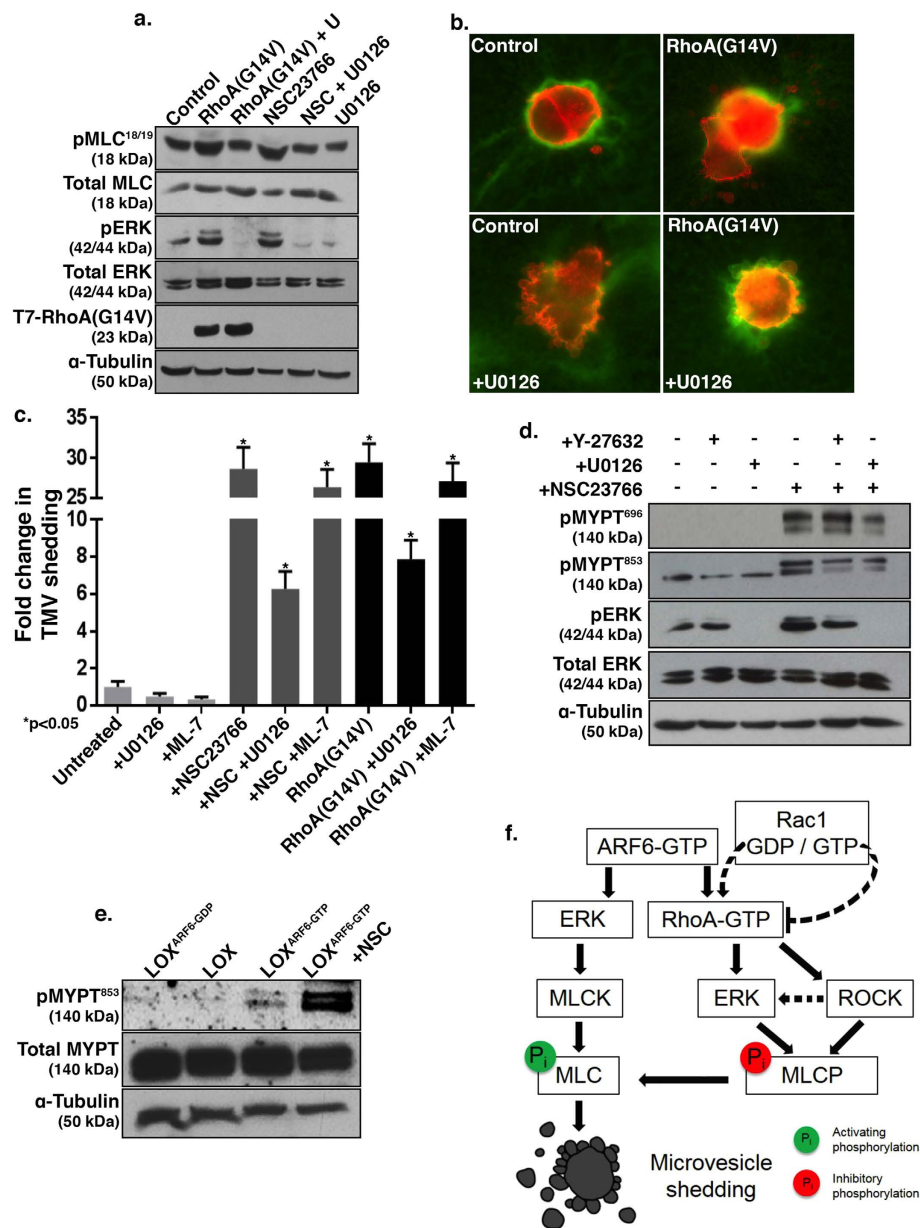 a.
Control
RhoA(G14V)
RhoA(G14V) + U
NSC23766
NSC + U0126
U0126
pMLC18/19
(18 kDa)
Total MLC
(18 kDa)
pERK
(42/44 kDa)
Total ERK
(42/44 kDa)
T7-RhoA(G14V)
(23 kDa)
α-Tubulin
(50 kDa)
b.
Control
RhoA(G14V)
Control
RhoA(G14V)
+U0126
+U0126
c.
Fold change in
TMV shedding
35
30
25
8
6
4
2
0
* * * * * *
*p<0.05
Untreated
+U0126
+ML-7
+NSC23766
+NSC +U0126
+NSC +ML-7
RhoA(G14V)
RhoA(G14V) +U0126
RhoA(G14V) +ML-7
d.
+Y-27632 - + - - + -
+U0126 - - + - - +
+NSC23766 - - - + + +
pMYPT696
(140 kDa)
pMYPT853
(140 kDa)
pERK
(42/44 kDa)
Total ERK
(42/44 kDa)
α-Tubulin
(50 kDa)
e.
LOXARF6-GDP
LOX
LOXARF6-GTP
LOXARF6-GTP
+NSC
pMYPT853
(140 kDa)
Total MYPT
(140 kDa)
α-Tubulin
(50 kDa)
f.
Rac1
GDP / GTP
ARF6-GTP
ERK
RhoA-GTP
MLCK
ERK
ROCK
Pi
MLC
Pi
MLCP
Microvesicle
shedding
Pi
Activating
phosphorylation
Pi
Inhibitory
phosphorylation